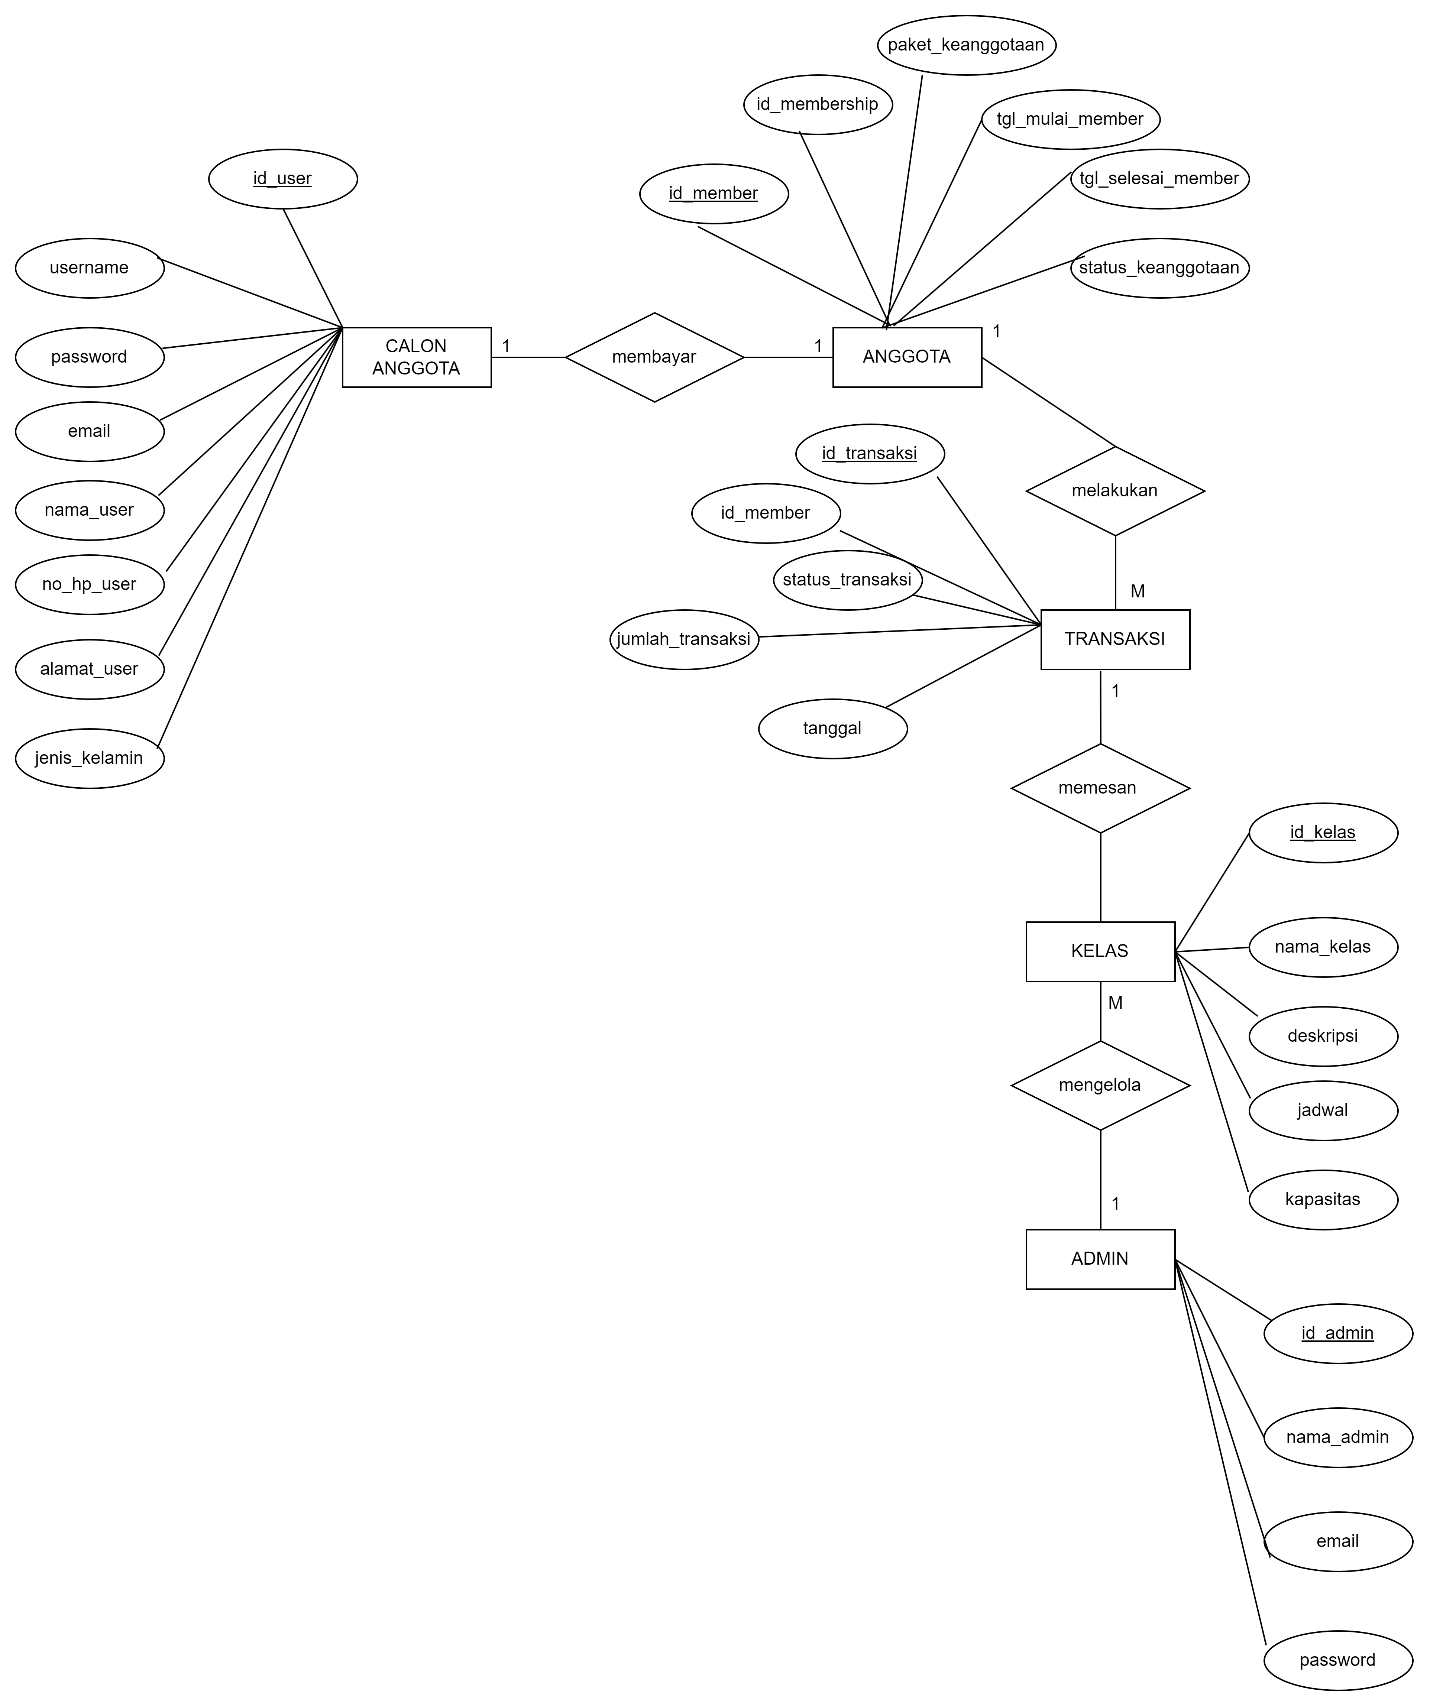 paket_keanggotaan
id_membership
tgl_mulai_member
id_user
id_member
tgl_selesai_member
username
status_keanggotaan
password
CALON
ANGGOTA
1
membayar
1
ANGGOTA
1
email
id_transaksi
melakukan
nama_user
id_member
no_hp_user
status_transaksi
M
alamat_user
jumlah_transaksi
TRANSAKSI
1
tanggal
jenis_kelamin
memesan
id_kelas
nama_kelas
KELAS
M
deskripsi
mengelola
jadwal
kapasitas
1
ADMIN
id_admin
nama_admin
email
password